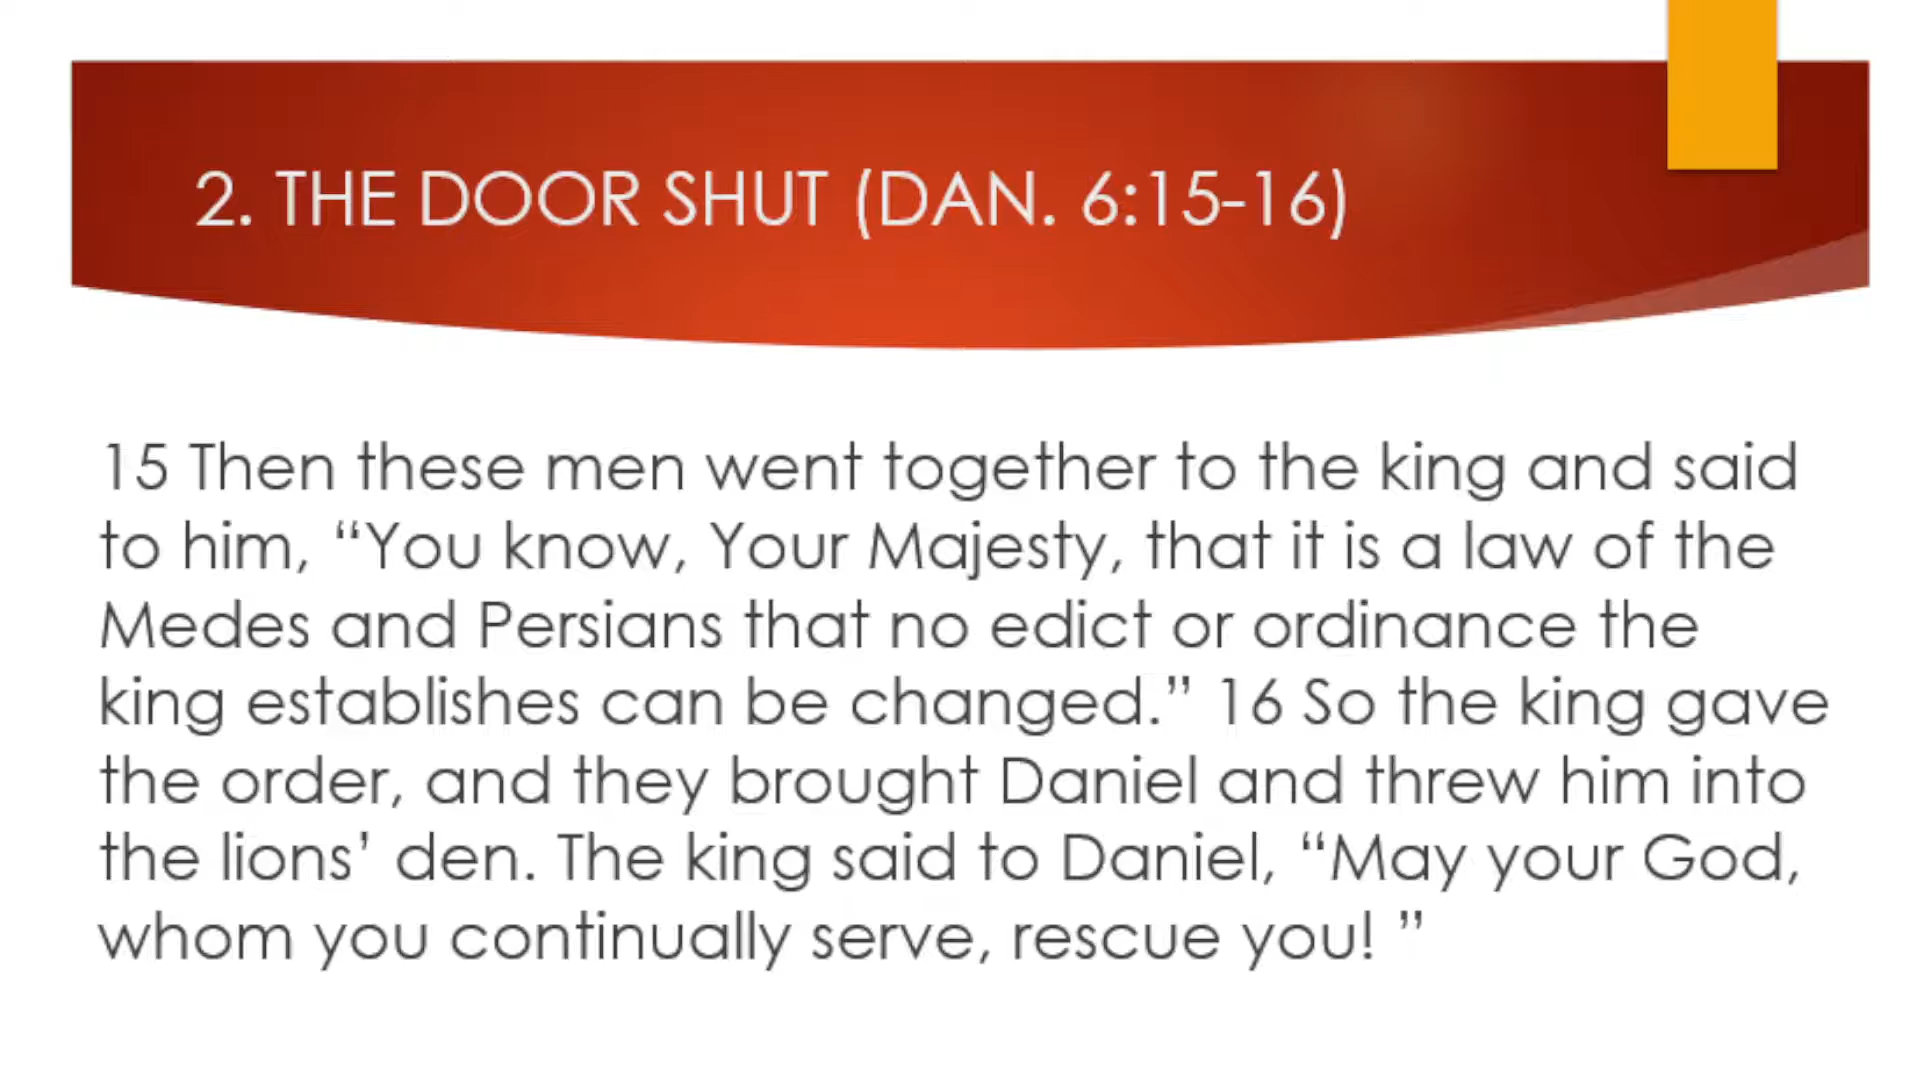 2. THE DOOR SHUT (DAN. 6:15-16)
15 Then these men went together to the king and said
to him, “You know, Your Majesty, that it is a law of the
Medes and Persians that no edict or ordinance the
king establishes can be changed.” 16 So the king gave
the order, and they brought Daniel and threw him into
the lions’ den. The king said to Daniel, “May your God,
whom you continually serve, rescue you! ”